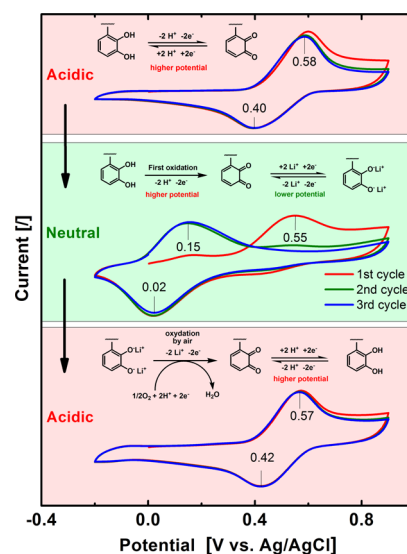 OH
OH
-2 H⁺ -2e⁻
+2 H⁺ +2e⁻
higher potential
O
O
0.58
0.40
Acidic
OH
OH
First oxidation
-2 H⁺ -2e⁻
higher potential
O
O
+2 Li⁺ +2e⁻
-2 Li⁺ -2e⁻
lower potential
O⁻Li⁺
O⁻ Li⁺
Neutral
0.15
0.55
0.02
1st cycle
2nd cycle
3rd cycle
O⁻Li⁺
O⁻ Li⁺
oxydation
by air
-2 Li⁺ -2e⁻
1/2O₂ + 2H⁺ + 2e⁻
H₂O
O
O
+2 H⁺ +2e⁻
-2 H⁺ -2e⁻
higher potential
OH
OH
0.57
0.42
Acidic
Current [/]
-0.4 0.0 0.4 0.8
Potential [V vs. Ag/AgCl]